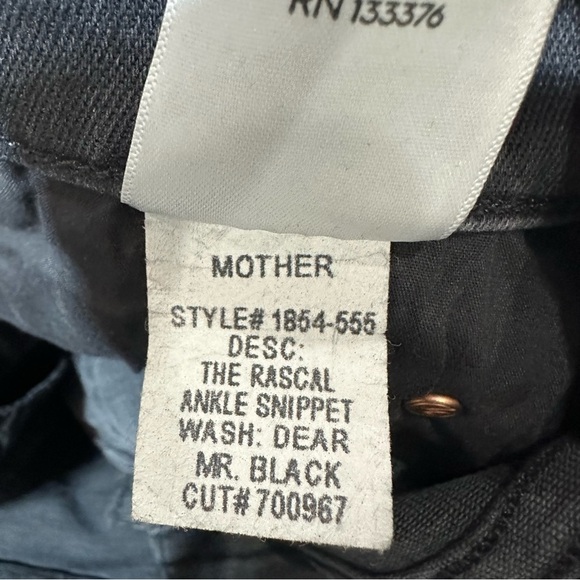 RN 133376
MOTHER
STYLE# 1854-555
DESC:
THE RASCAL
ANKLE SNIPPET
WASH: DEAR
MR. BLACK
CUT# 700967